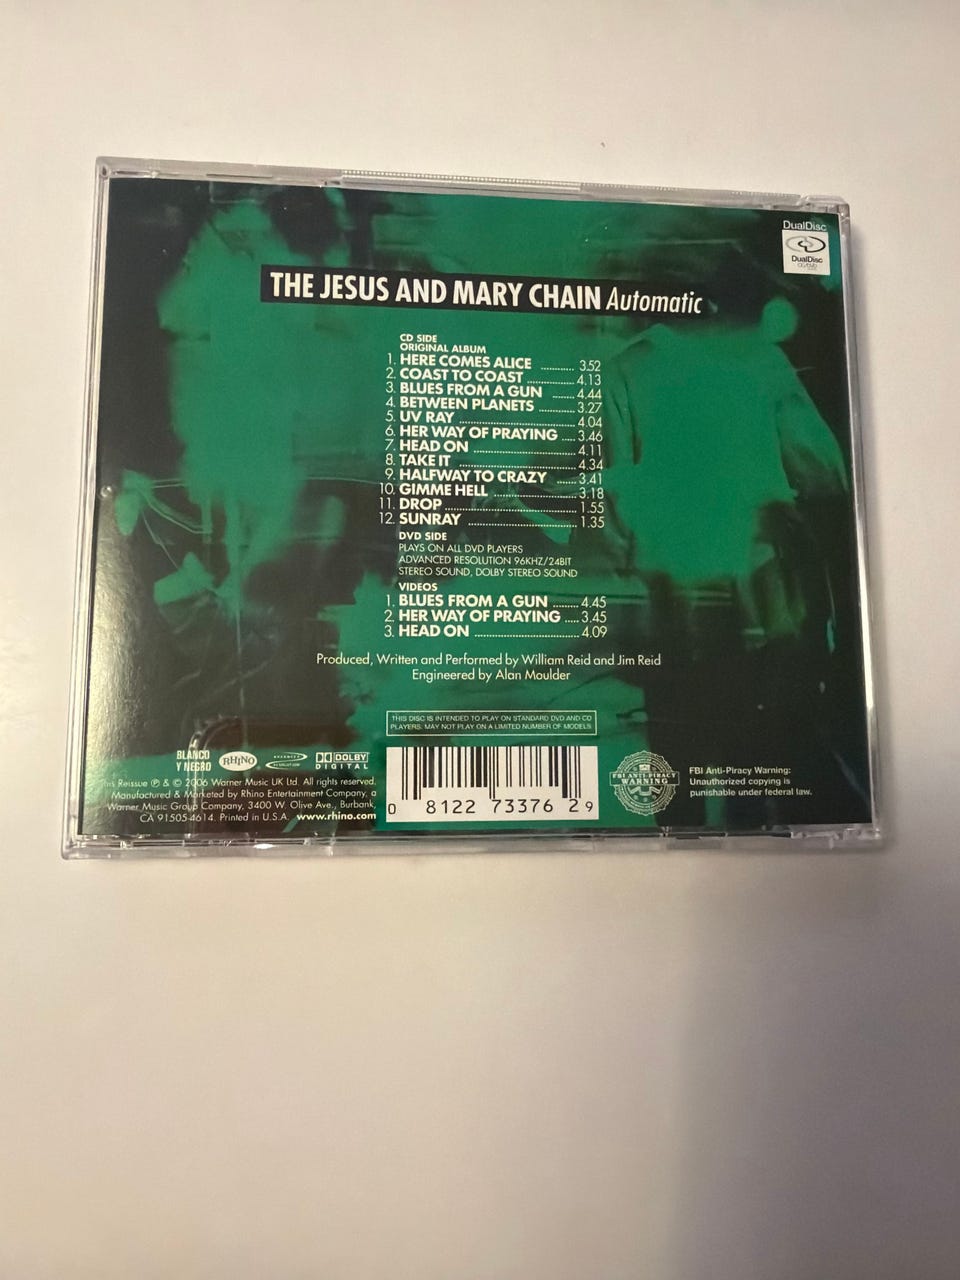 DualDisc
DualDisc
CD/DVD
THE JESUS AND MARY CHAIN Automatic
CD SIDE
ORIGINAL ALBUM
1. HERE COMES ALICE ........... 3.52
2. COAST TO COAST ............... 4.13
3. BLUES FROM A GUN ....... 4.44
4. BETWEEN PLANETS ............ 3.27
5. UV RAY ..................................... 4.04
6. HER WAY OF PRAYING .... 3.46
7. HEAD ON ................................ 4.11
8. TAKE IT ..................................... 4.34
9. HALFWAY TO CRAZY ...... 3.41
10. GIMME HELL ........................... 3.18
11. DROP ......................................... 1.55
12. SUNRAY .................................. 1.35
DVD SIDE
PLAYS ON ALL DVD PLAYERS
ADVANCED RESOLUTION 96KHZ/24BIT
STEREO SOUND, DOLBY STEREO SOUND
VIDEOS
1. BLUES FROM A GUN ........ 4.45
2. HER WAY OF PRAYING .... 3.45
3. HEAD ON ................................ 4.09
Produced, Written and Performed by William Reid and Jim Reid
Engineered by Alan Moulder
THIS DISC IS INTENDED TO PLAY ON STANDARD DVD AND CD
PLAYERS. MAY NOT PLAY ON A LIMITED NUMBER OF MODELS.
BLANCO
Y NEGRO
RHINO
ADVANCED
RESOLUTION
DOLBY
DIGITAL
This Reissue ℗ & © 2006 Warner Music UK Ltd. All rights reserved.
Manufactured & Marketed by Rhino Entertainment Company, a
Warner Music Group Company, 3400 W. Olive Ave., Burbank,
CA 91505-4614. Printed in U.S.A. www.rhino.com
0 8122 73376 2 9
FBI ANTI-PIRACY
WARNING
FBI Anti-Piracy Warning:
Unauthorized copying is
punishable under federal law.